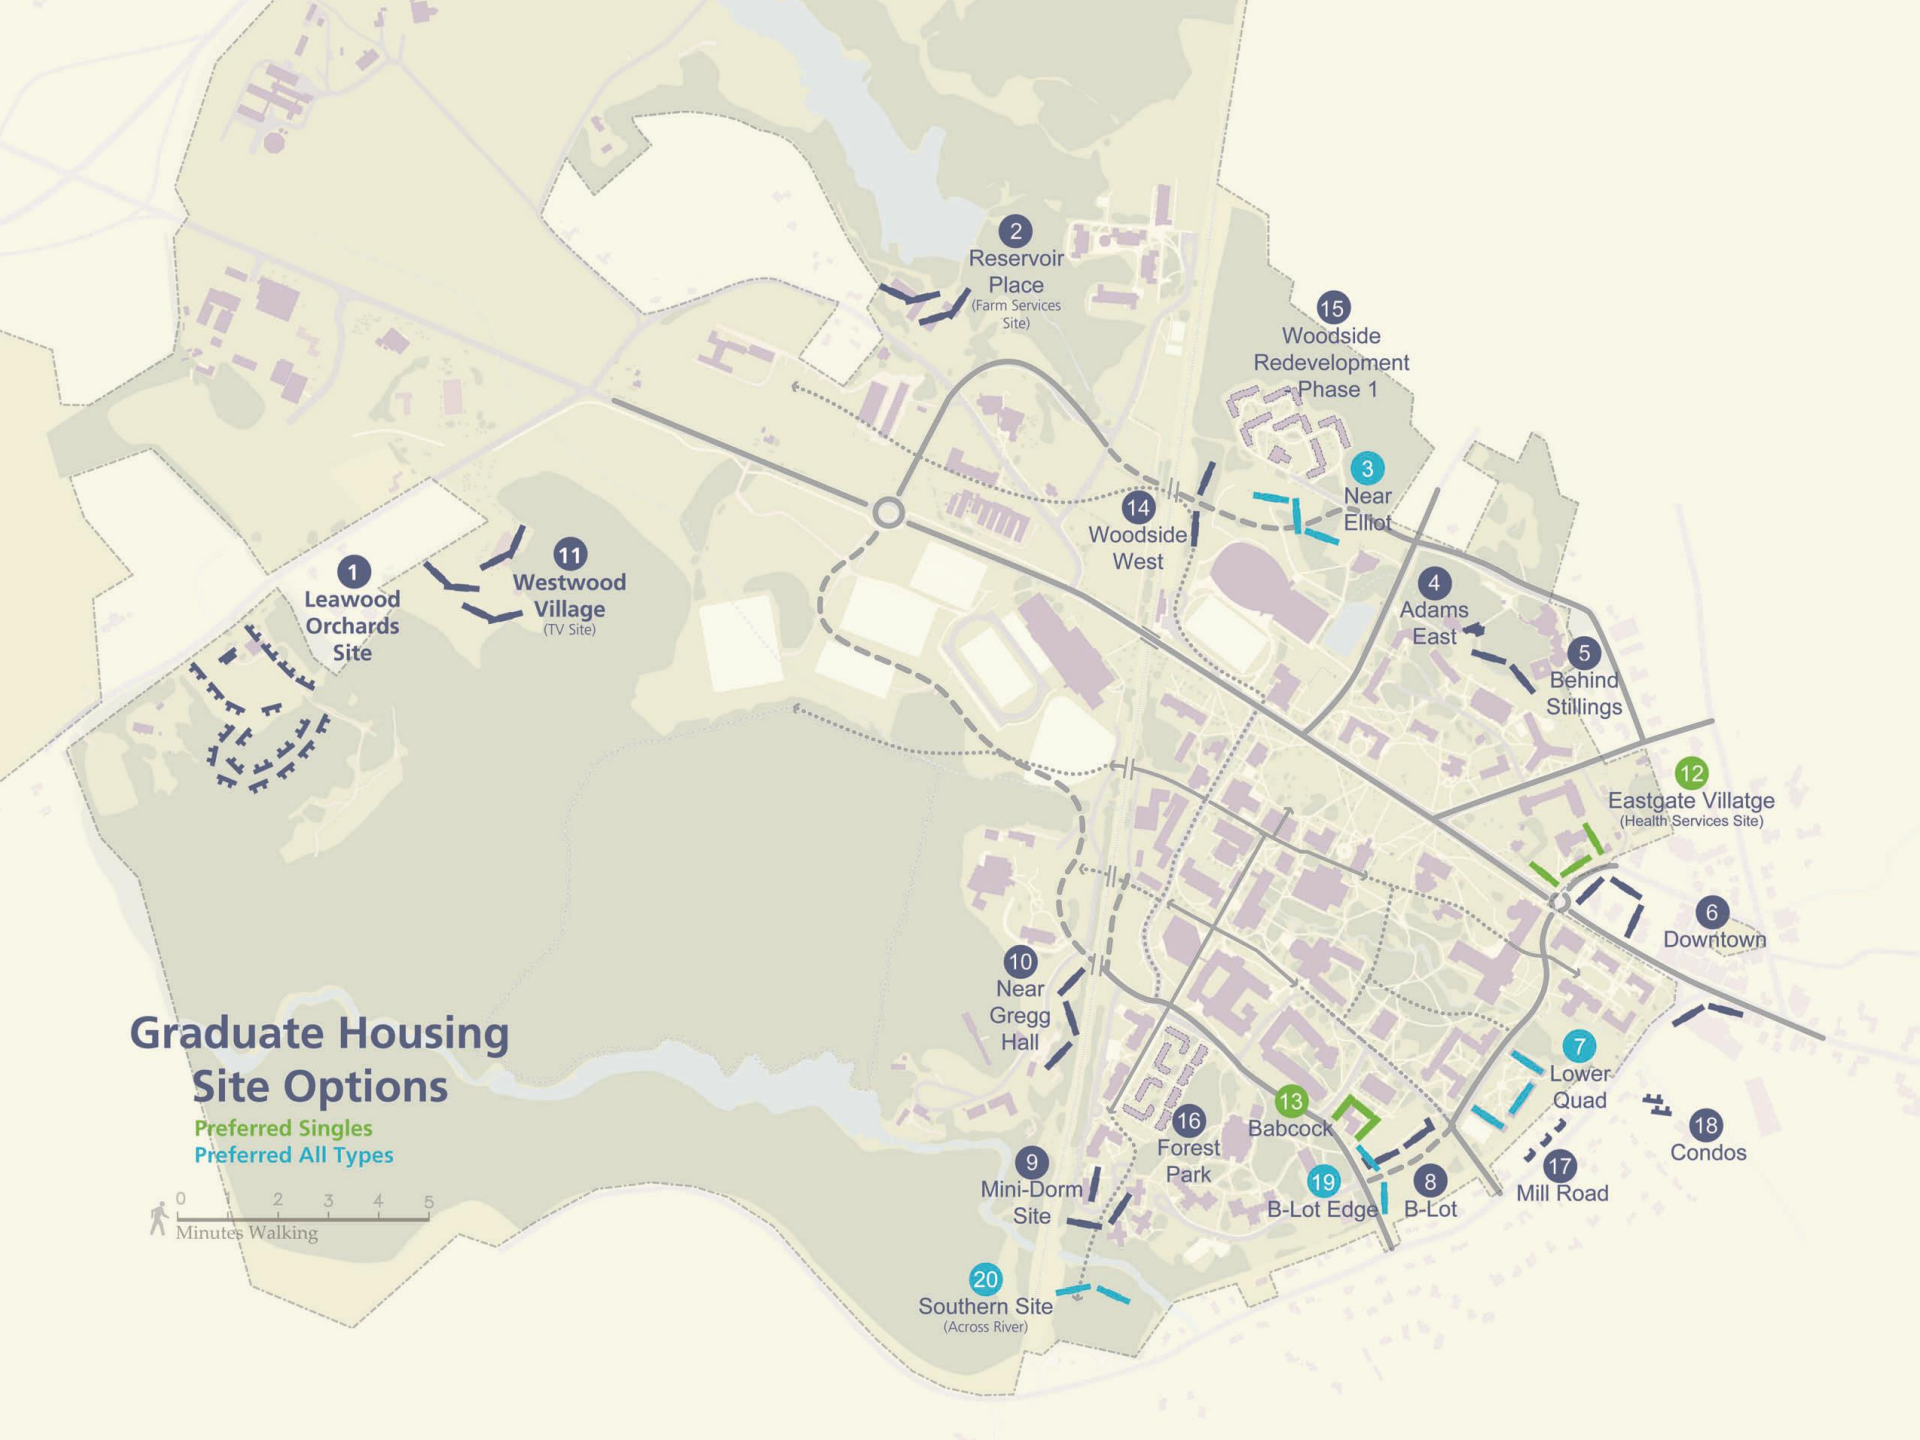 2
Reservoir
Place
(Farm Services
Site)
15
Woodside
Redevelopment
Phase 1
3
Near
Elliot
14
Woodside
West
1
Leawood
Orchards
Site
11
Westwood
Village
(TV Site)
4
Adams
East
5
Behind
Stillings
12
Eastgate Villatge
(Health Services Site)
6
Downtown
10
Near
Gregg
Hall
7
Lower
Quad
13
Babcock
16
Forest
Park
18
Condos
17
Mill Road
9
Mini-Dorm
Site
19
B-Lot Edge
8
B-Lot
20
Southern Site
(Across River)
Graduate Housing
Site Options
Preferred Singles
Preferred All Types
0 1 2 3 4 5
Minutes Walking